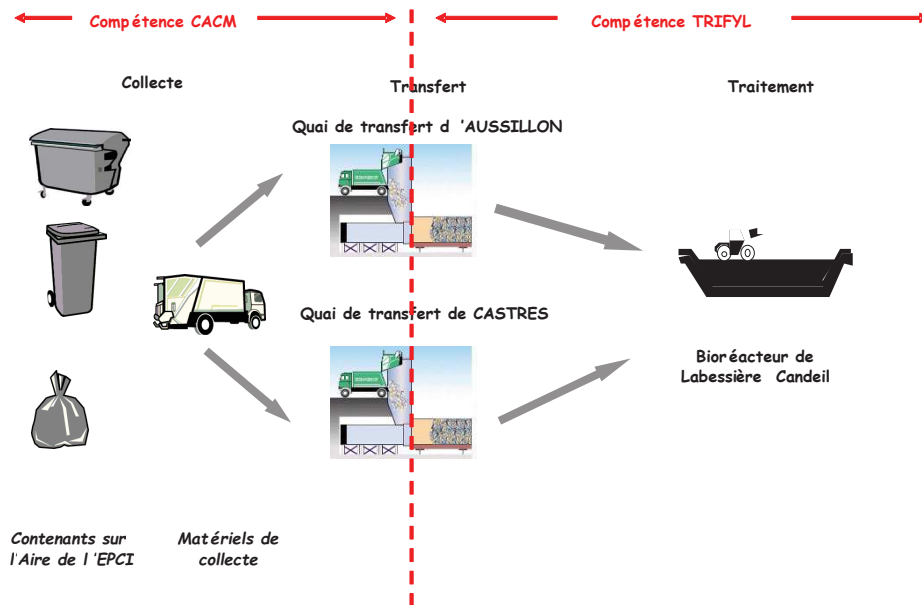 Compétence CACM
Compétence TRIFYL
Collecte
Transfert
Traitement
Quai de transfert d 'AUSSILLON
Quai de transfert de CASTRES
Bioréacteur de
Labessière Candeil
Contenants sur
l'Aire de l 'EPCI
Matériels de
collecte